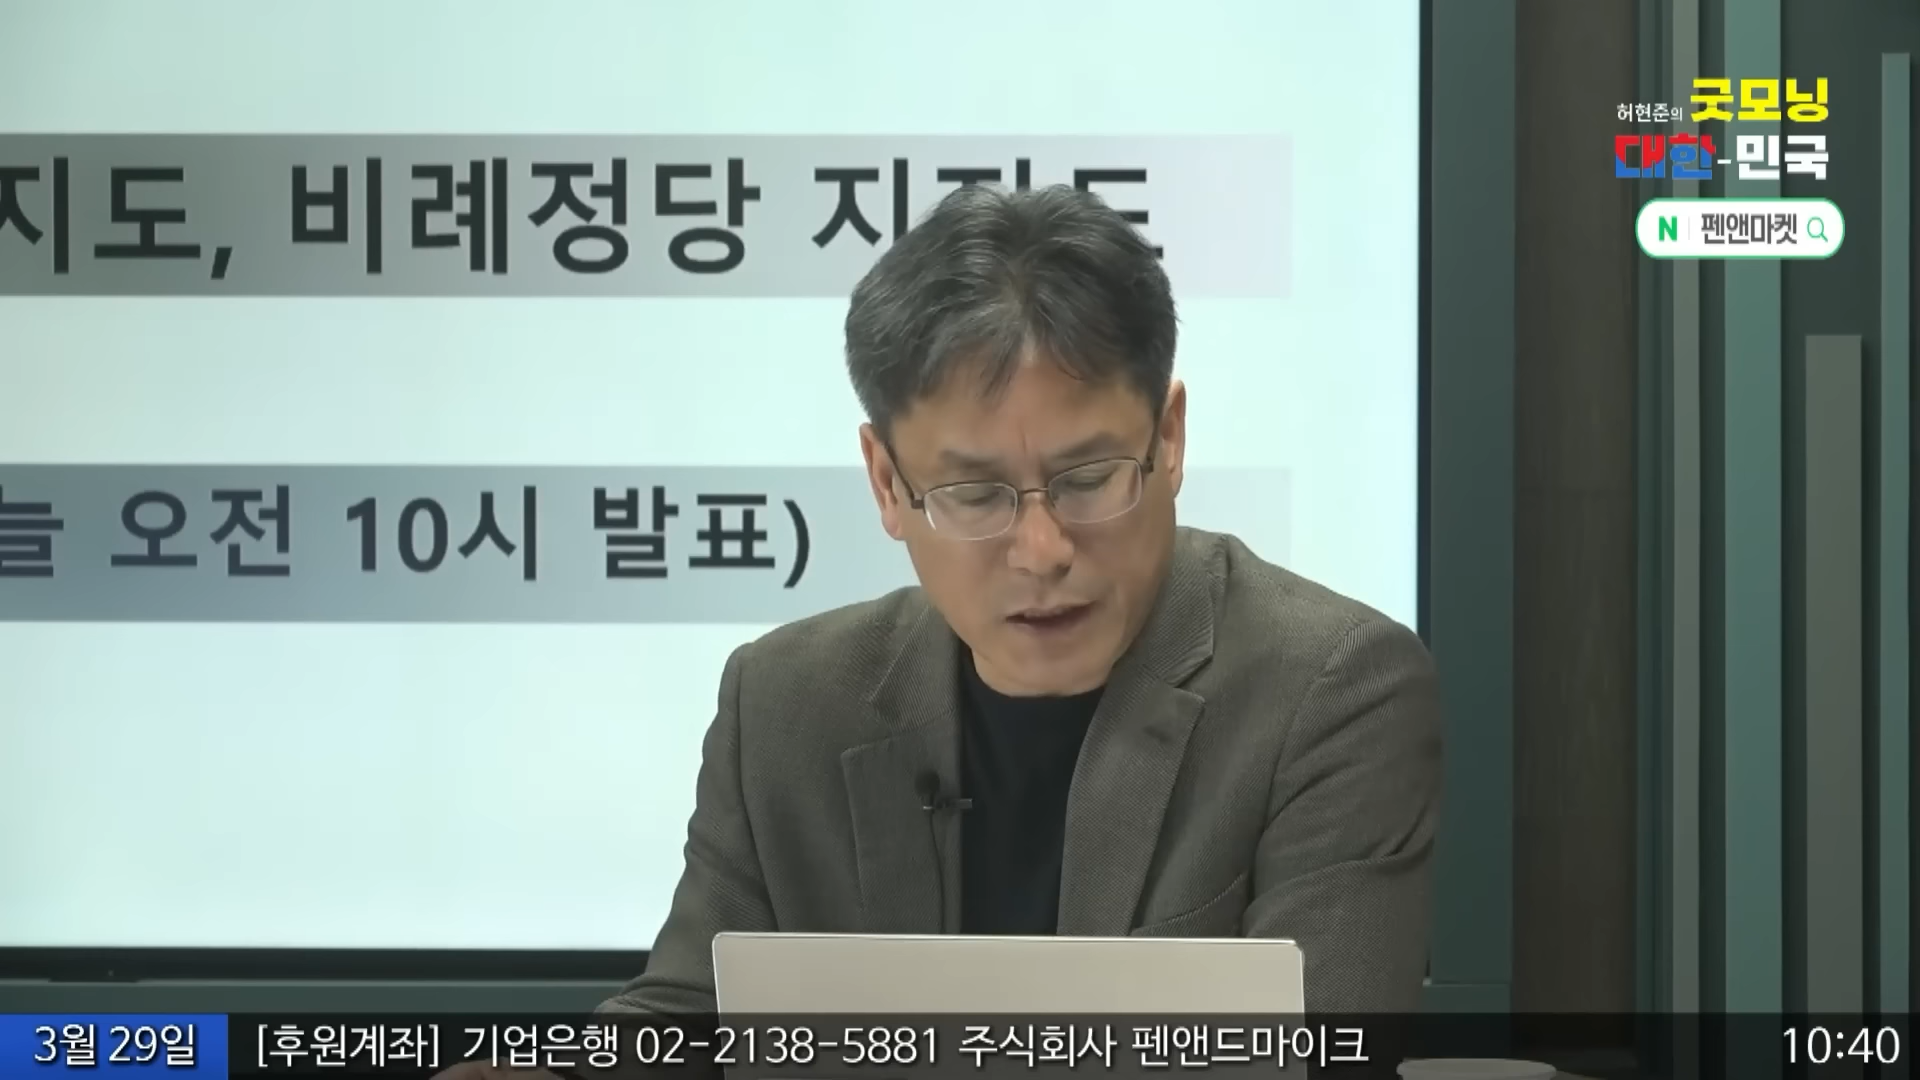 허현준의 굿모닝
대한-민국
N 펜앤마켓
지도, 비례정당
늘 오전 10시 발표)
3월 29일 [후원계좌] 기업은행 02-2138-5881 주식회사 펜앤드마이크 10:40